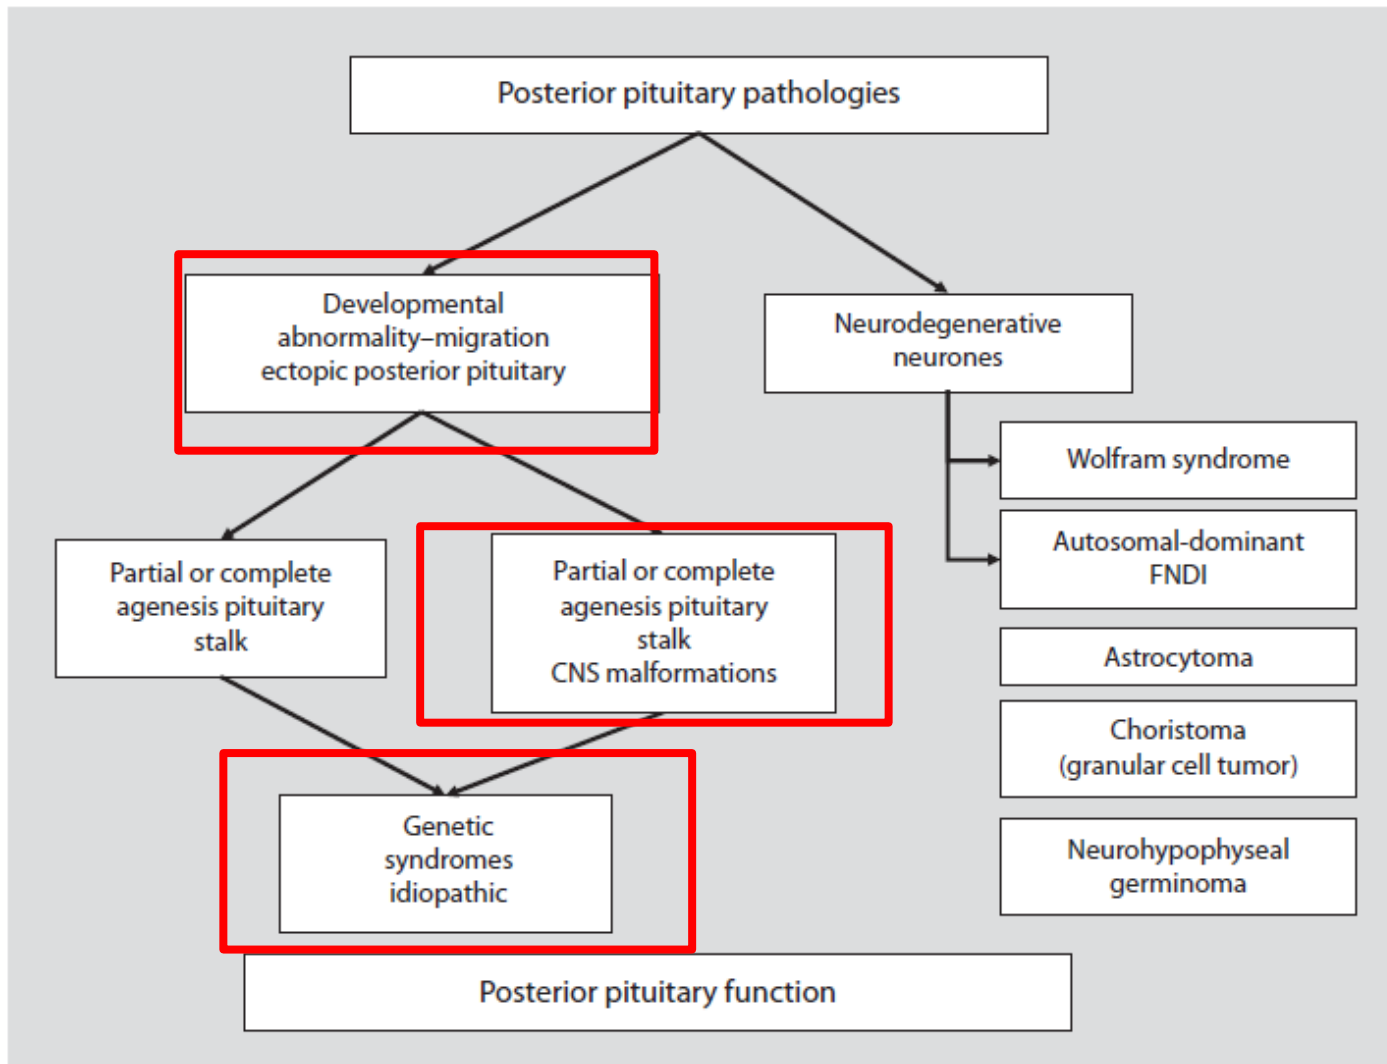 Posterior pituitary pathologies
Developmental
abnormality–migration
ectopic posterior pituitary
Neurodegenerative
neurones
Wolfram syndrome
Autosomal-dominant
FNDI
Partial or complete
agenesis pituitary
stalk
Partial or complete
agenesis pituitary
stalk
CNS malformations
Astrocytoma
Choristoma
(granular cell tumor)
Genetic
syndromes
idiopathic
Neurohypophyseal
germinoma
Posterior pituitary function